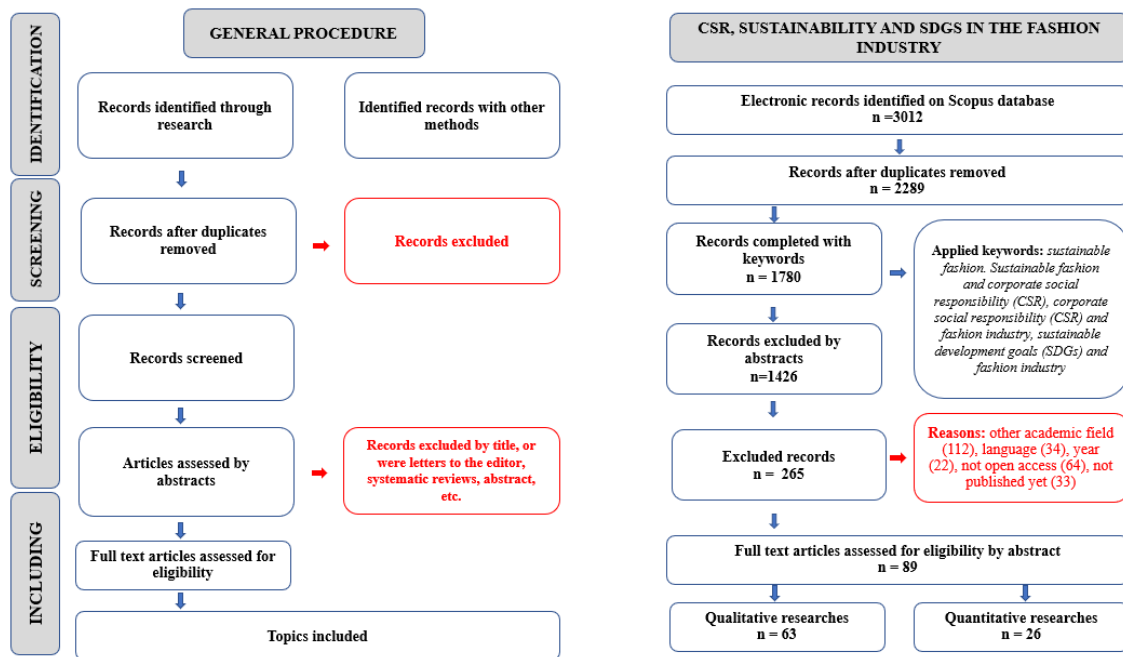 IDENTIFICATION
SCREENING
ELIGIBILITY
INCLUDING
GENERAL PROCEDURE
Records identified through
research
Identified records with other
methods
Records after duplicates
removed
Records excluded
Records screened
Articles assessed by
abstracts
Records excluded by title, or
were letters to the editor,
systematic reviews, abstract,
etc.
Full text articles assessed for
eligibility
Topics included
CSR, SUSTAINABILITY AND SDGS IN THE FASHION
INDUSTRY
Electronic records identified on Scopus database
n =3012
Records after duplicates removed
n = 2289
Records completed with
keywords
n = 1780
Applied keywords: sustainable
fashion. Sustainable fashion
and corporate social
responsibility (CSR), corporate
social responsibility (CSR) and
fashion industry, sustainable
development goals (SDGs) and
fashion industry
Records excluded by
abstracts
n=1426
Excluded records
n = 265
Reasons: other academic field
(112), language (34), year
(22), not open access (64), not
published yet (33)
Full text articles assessed for eligibility by abstract
n = 89
Qualitative researches
n = 63
Quantitative researches
n = 26